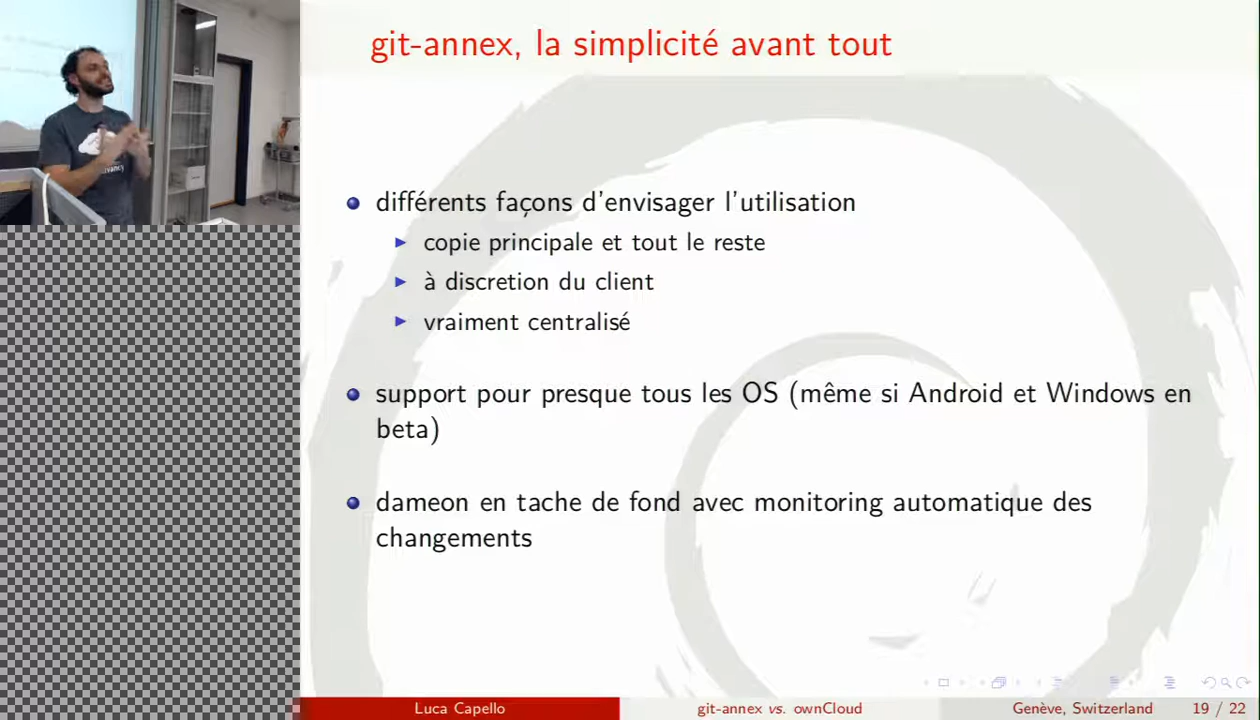 git-annex, la simplicité avant tout
différents façons d'envisager l'utilisation
copie principale et tout le reste
à discretion du client
vraiment centralisé
support pour presque tous les OS (même si Android et Windows en
beta)
dameon en tache de fond avec monitoring automatique des
changements
Luca Capello git-annex vs. ownCloud Genève, Switzerland 19 / 22